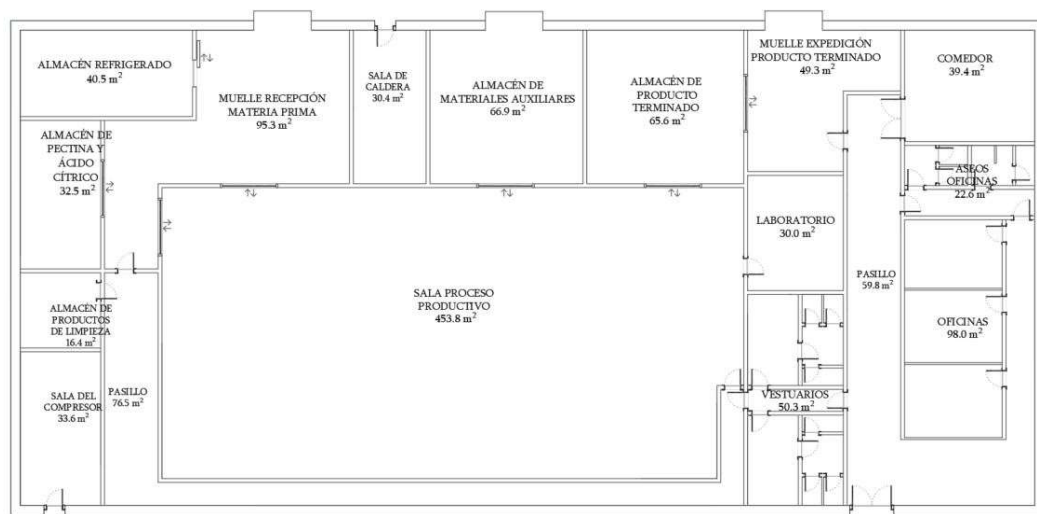 ALMACÉN REFRIGERADO
40.5 m²
MUELLE RECEPCIÓN
MATERIA PRIMA
95.3 m²
SALA DE
CALDERA
30.4 m²
ALMACÉN DE
MATERIALES AUXILIARES
66.9 m²
ALMACÉN DE
PRODUCTO
TERMINADO
65.6 m²
MUELLE EXPEDICIÓN
PRODUCTO TERMINADO
49.3 m²
COMEDOR
39.4 m²
ALMACÉN DE
PECTINA Y
ÁCIDO
CÍTRICO
32.5 m²
ASEOS
OFICINAS
22.6 m²
LABORATORIO
30.0 m²
PASILLO
59.8 m²
SALA PROCESO
PRODUCTIVO
453.8 m²
ALMACÉN DE
PRODUCTOS
DE LIMPIEZA
16.4 m²
OFICINAS
98.0 m²
SALA DEL
COMPRESOR
33.6 m²
PASILLO
76.5 m²
VESTUARIOS
50.3 m²